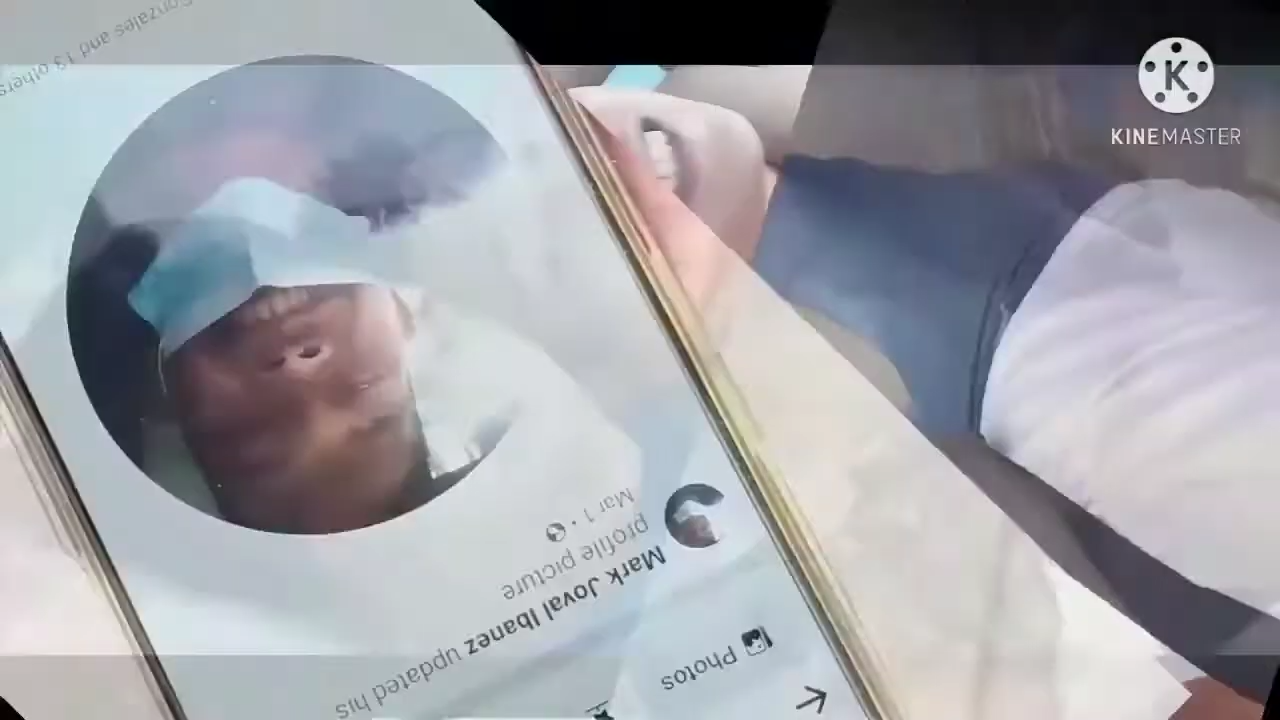 Photos
Mark Joval Ibanez updated his
profile picture
Mar 1 ·
Gonzales and 13 others
KINEMASTER